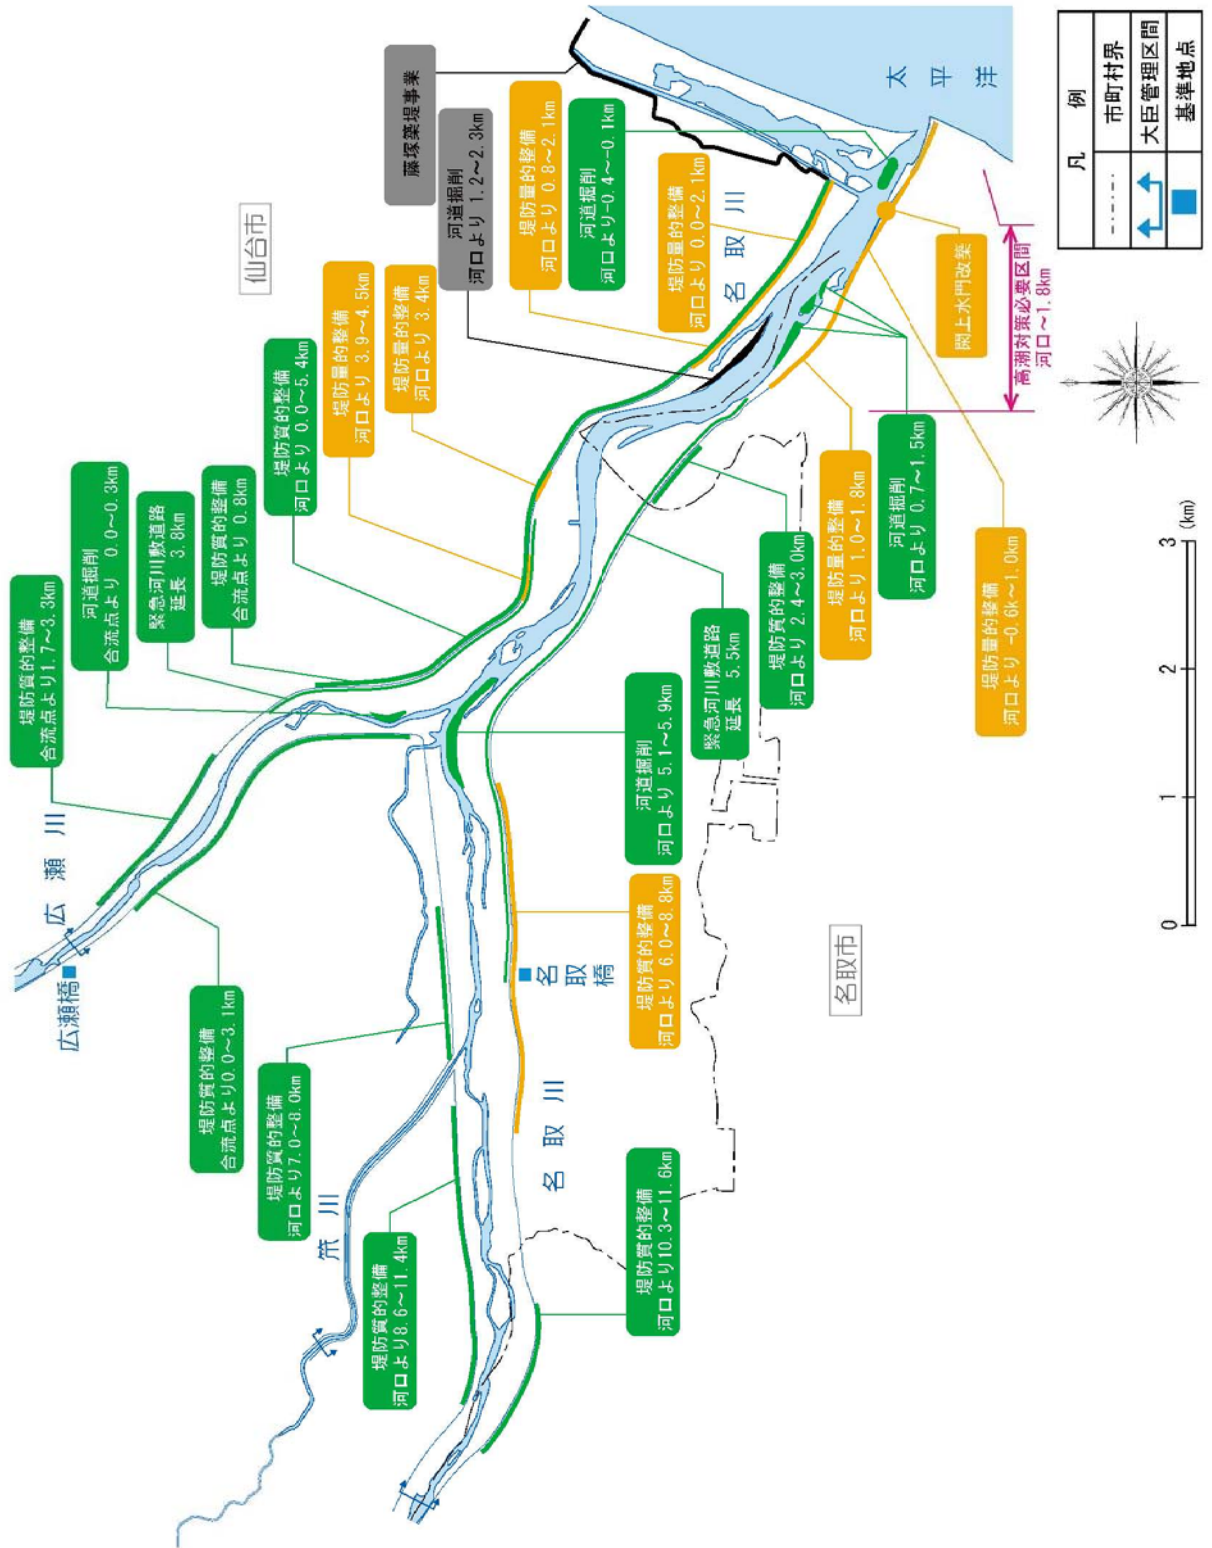 広瀬橋
広瀬川
堤防質的整備
合流点より1.7～3.3km
河道掘削
合流点より 0.0～0.3km
緊急河川敷道路
延長 3.8km
堤防質的整備
合流点より 0.8km
堤防質的整備
河口より 0.0～5.4km
仙台市
堤防量的整備
河口より 3.9～4.5km
堤防量的整備
河口より 3.4km
藤塚築堤事業
河道掘削
河口より 1.2～2.3km
堤防量的整備
河口より 0.8～2.1km
河道掘削
河口より-0.4～-0.1km
堤防量的整備
河口より 0.0～2.1km
名取川
太平洋
堤防質的整備
合流点より0.0～3.1km
堤防質的整備
河口より7.0～8.0km
笊川
堤防質的整備
河口より8.6～11.4km
名取橋
名取川
堤防質的整備
河口より10.3～11.6km
堤防質的整備
河口より 6.0～8.8km
河道掘削
河口より 5.1～5.9km
緊急河川敷道路
延長 5.5km
堤防質的整備
河口より 2.4～3.0km
堤防量的整備
河口より 1.0～1.8km
河道掘削
河口より 0.7～1.5km
閖上水門改築
堤防量的整備
河口より -0.6k～1.0km
高潮対策必要区間
河口～1.8km
名取市
0 1 2 3 (km)
凡 例
市町村界
大臣管理区間
基準地点